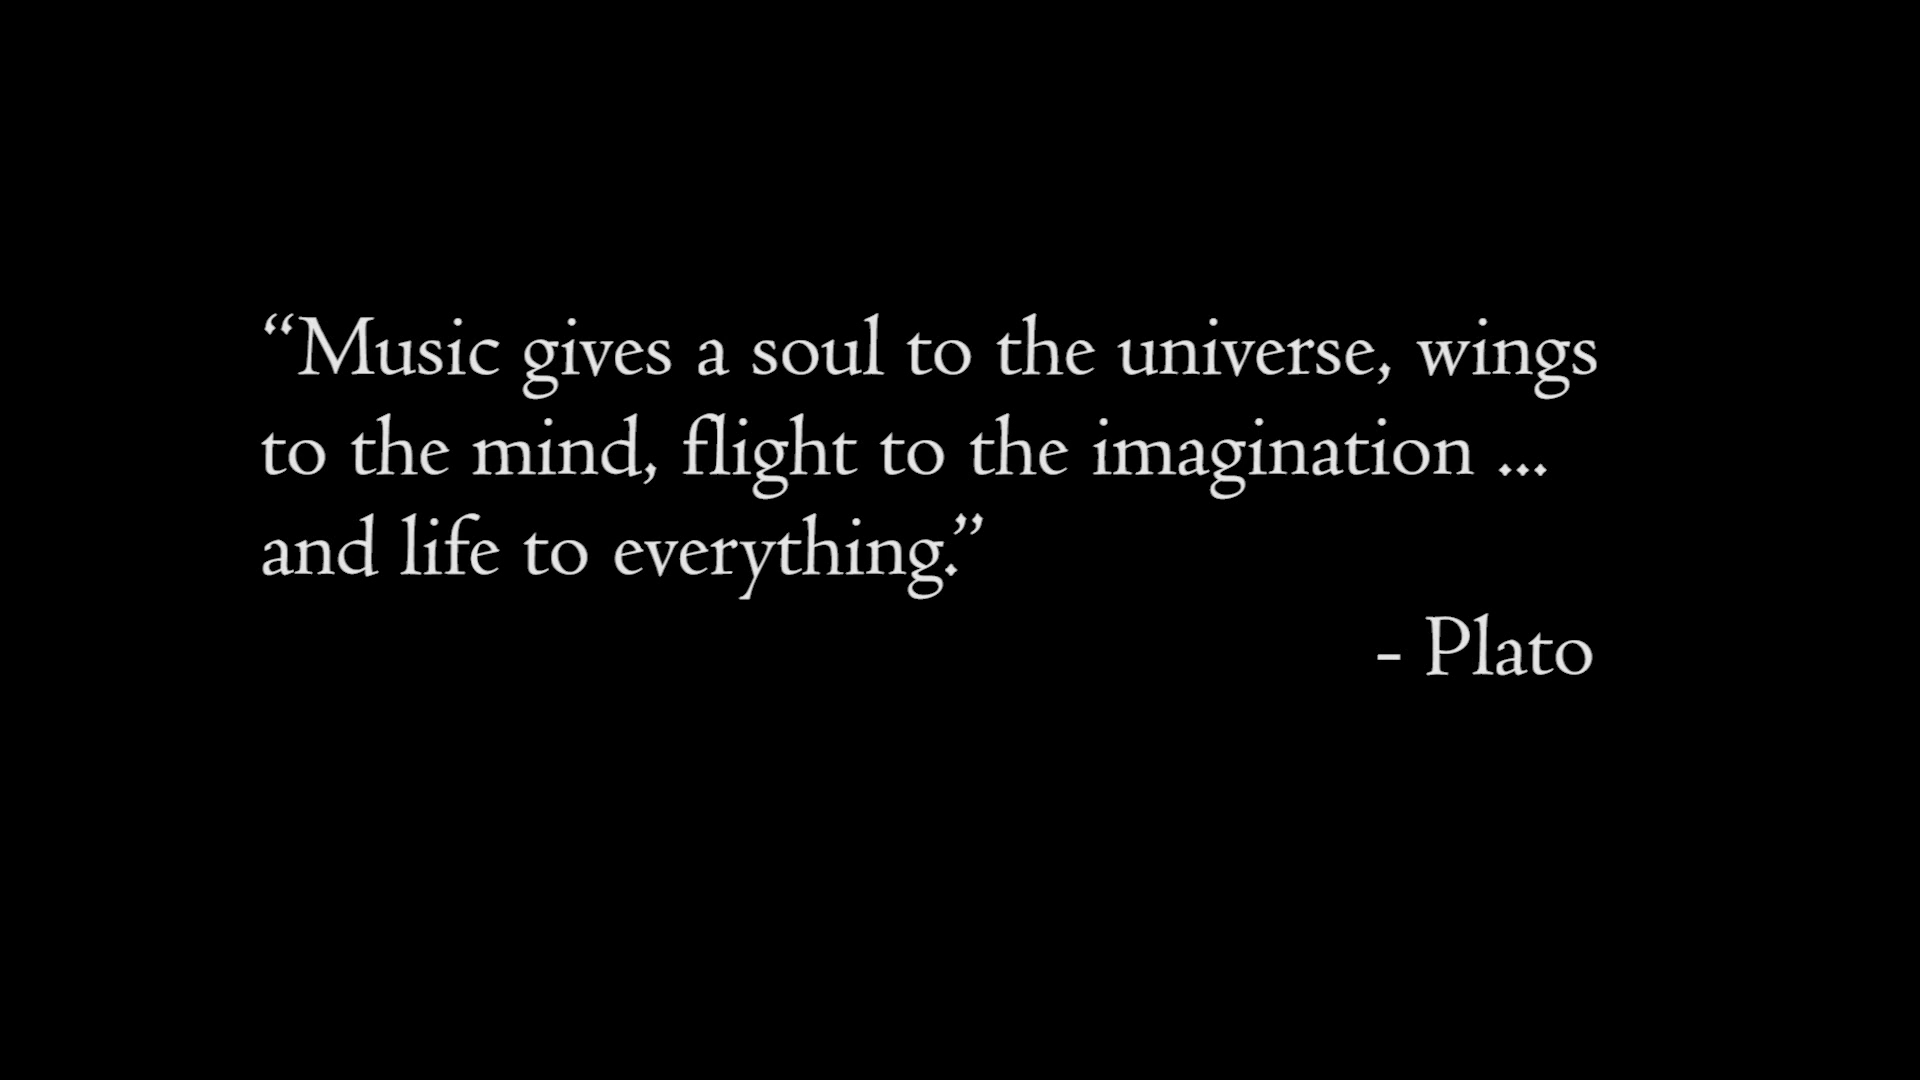 “Music gives a soul to the universe, wings
to the mind, flight to the imagination ...
and life to everything.”
- Plato